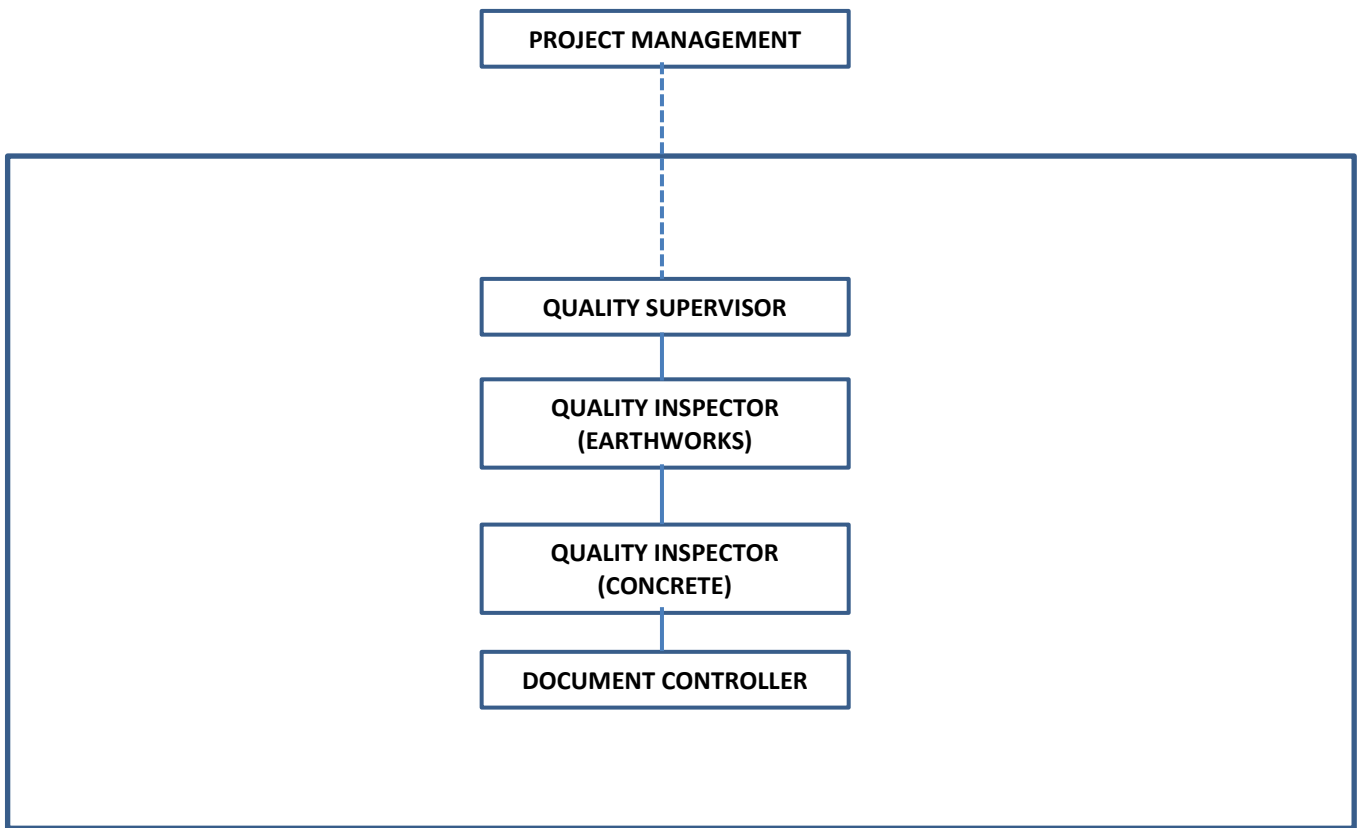 PROJECT MANAGEMENT
QUALITY SUPERVISOR
QUALITY INSPECTOR
(EARTHWORKS)
QUALITY INSPECTOR
(CONCRETE)
DOCUMENT CONTROLLER